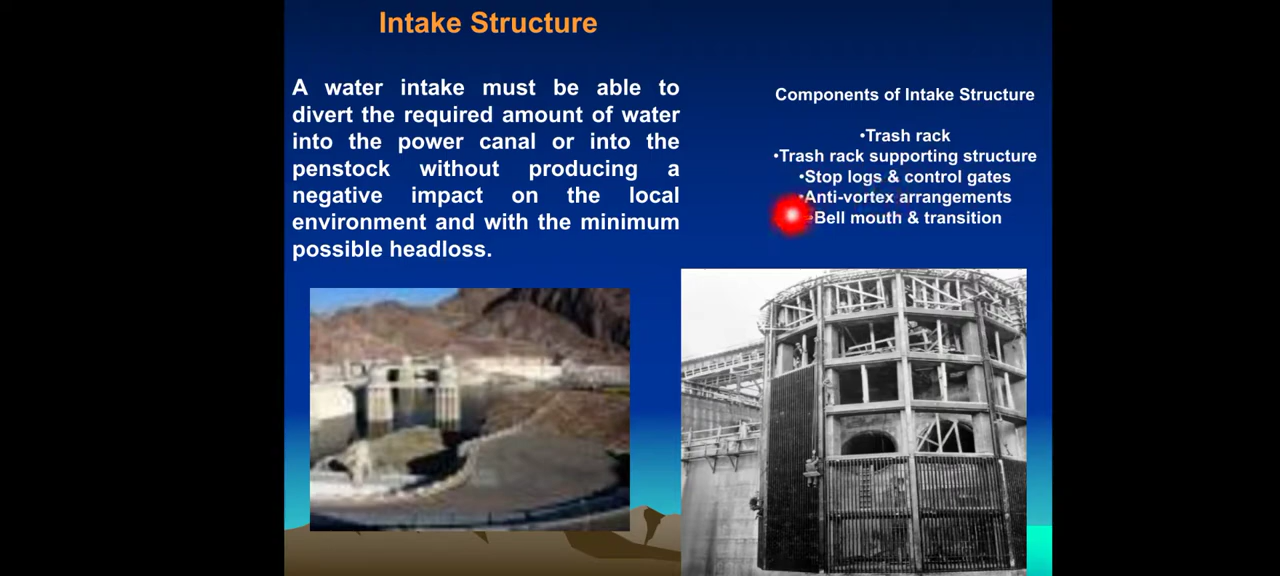 Intake Structure
A water intake must be able to
divert the required amount of water
into the power canal or into the
penstock without producing a
negative impact on the local
environment and with the minimum
possible headloss.
Components of Intake Structure
•Trash rack
•Trash rack supporting structure
•Stop logs & control gates
•Anti-vortex arrangements
•Bell mouth & transition